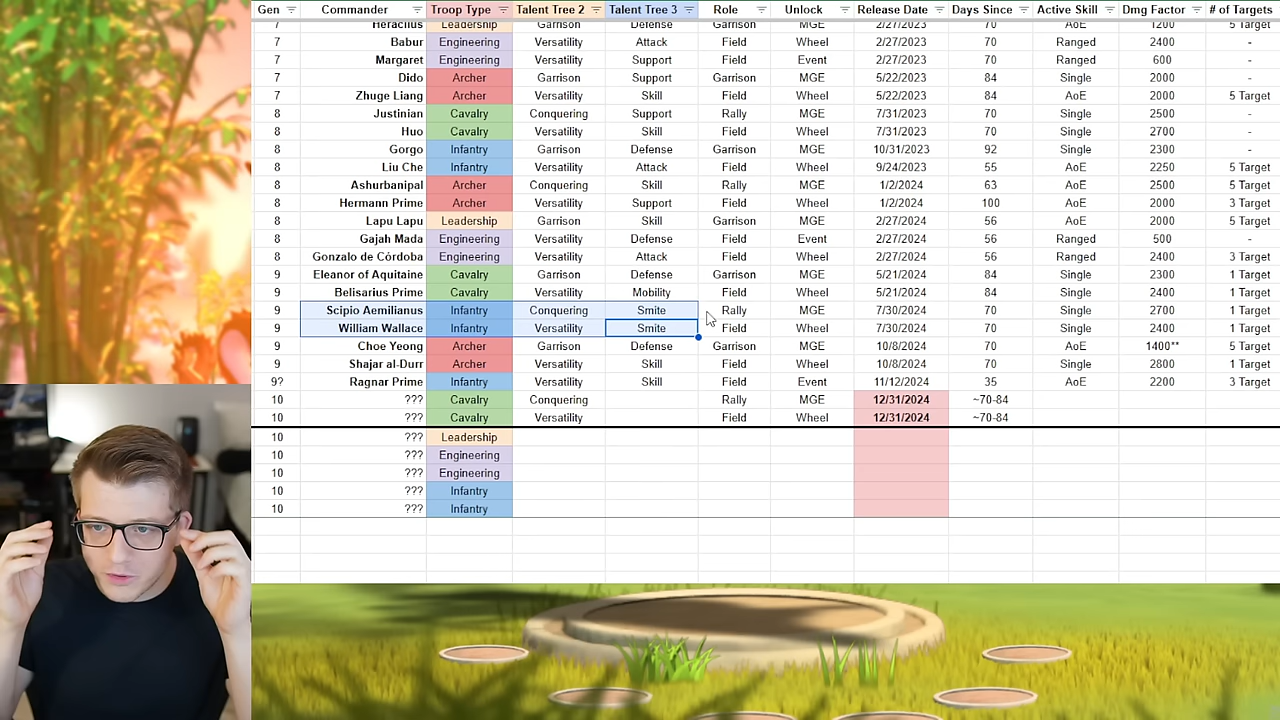 Gen Commander Troop Type Talent Tree 2 Talent Tree 3 Role Unlock Release Date Days Since Active Skill Dmg Factor # of Targets
Heraclius Leadership Garrison Defense Garrison MGE 2/27/2023 70 AoE 1200 5 Target
7 Babur Engineering Versatility Attack Field Wheel 2/27/2023 70 Ranged 2400 -
7 Margaret Engineering Versatility Support Field Event 2/27/2023 70 Ranged 600 -
7 Dido Archer Garrison Support Garrison MGE 5/22/2023 84 Single 2000 -
7 Zhuge Liang Archer Versatility Skill Field Wheel 5/22/2023 84 AoE 2000 5 Target
8 Justinian Cavalry Conquering Support Rally MGE 7/31/2023 70 Single 2500 -
8 Huo Cavalry Versatility Skill Field Wheel 7/31/2023 70 Single 2700 -
8 Gorgo Infantry Garrison Defense Garrison MGE 10/31/2023 92 Single 2300 -
8 Liu Che Infantry Versatility Attack Field Wheel 9/24/2023 55 AoE 2250 5 Target
8 Ashurbanipal Archer Conquering Skill Rally MGE 1/2/2024 63 AoE 2500 5 Target
8 Hermann Prime Archer Versatility Support Field Wheel 1/2/2024 100 AoE 2000 3 Target
8 Lapu Lapu Leadership Garrison Skill Garrison MGE 2/27/2024 56 AoE 2000 5 Target
8 Gajah Mada Engineering Versatility Defense Field Event 2/27/2024 56 Ranged 500 -
8 Gonzalo de Córdoba Engineering Versatility Attack Field Wheel 2/27/2024 56 Ranged 2400 3 Target
9 Eleanor of Aquitaine Cavalry Garrison Defense Garrison MGE 5/21/2024 84 Single 2300 1 Target
9 Belisarius Prime Cavalry Versatility Mobility Field Wheel 5/21/2024 84 Single 2400 1 Target
9 Scipio Aemilianus Infantry Conquering Smite Rally MGE 7/30/2024 70 Single 2700 1 Target
9 William Wallace Infantry Versatility Smite Field Wheel 7/30/2024 70 Single 2400 1 Target
9 Choe Yeong Archer Garrison Defense Garrison MGE 10/8/2024 70 AoE 1400** 5 Target
9 Shajar al-Durr Archer Versatility Skill Field Wheel 10/8/2024 70 Single 2800 1 Target
9? Ragnar Prime Infantry Versatility Skill Field Event 11/12/2024 35 AoE 2200 3 Target
10 ??? Cavalry Conquering Rally MGE 12/31/2024 ~70-84
10 ??? Cavalry Versatility Field Wheel 12/31/2024 ~70-84
10 ??? Leadership
10 ??? Engineering
10 ??? Engineering
10 ??? Infantry
10 ??? Infantry